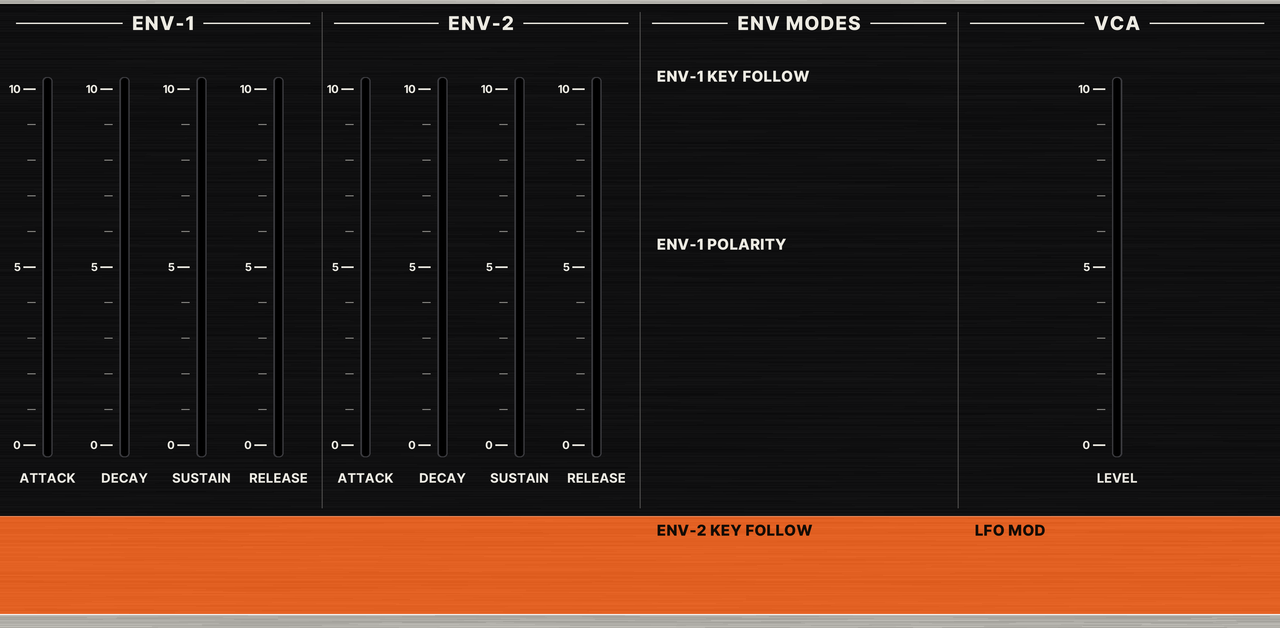 ENV-1 ENV-2 ENV MODES VCA
ENV-1 KEY FOLLOW
10 10 10 10 10 10 10 10 10
ENV-1 POLARITY
5 5 5 5 5 5 5 5 5
0 0 0 0 0 0 0 0 0
ATTACK DECAY SUSTAIN RELEASE ATTACK DECAY SUSTAIN RELEASE LEVEL
ENV-2 KEY FOLLOW LFO MOD